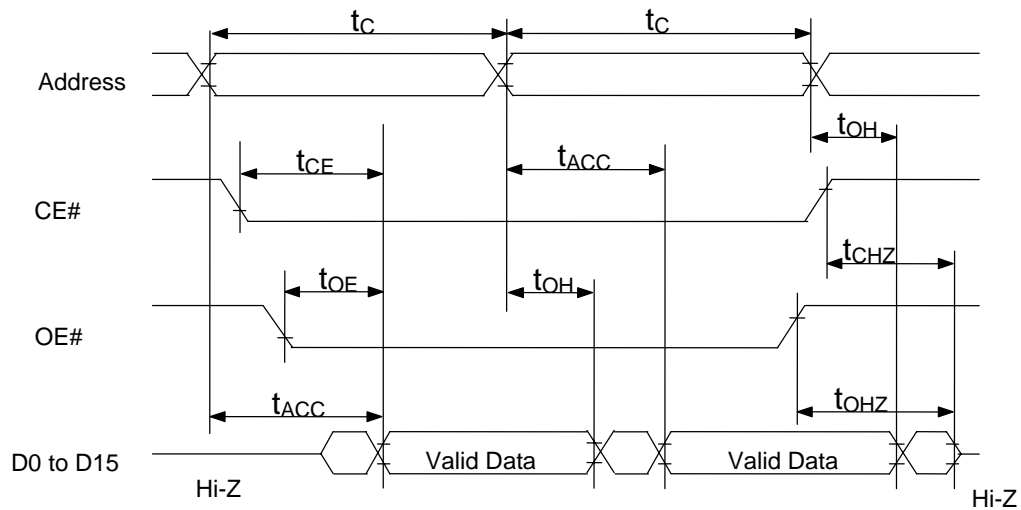 tC tC
Address
tOH
tCE tACC
CE#
tCHZ
tOE tOH
OE#
tACC tOHZ
D0 to D15 Valid Data Valid Data
Hi-Z Hi-Z